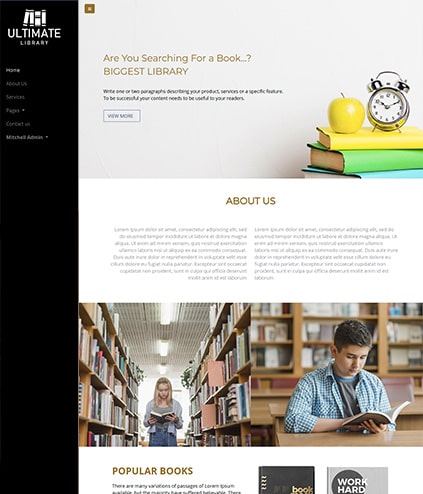 ULTIMATE
LIBRARY
Home
About Us
Services
Pages
Contact us
Mitchell Admin
Are You Searching For a Book...?
BIGGEST LIBRARY
Write one or two paragraphs describing your product, services or a specific feature.
To be successful your content needs to be useful to your readers.
VIEW MORE
ABOUT US
Lorem ipsum dolor sit amet, consectetur adipisicing elit, sed
do eiusmod tempor incididunt ut labore et dolore magna
aliqua. Ut enim ad minim veniam, quis nostrud exercitation
ullamco laboris nisi ut aliquip ex ea commodo consequat.
Duis aute irure dolor in reprehenderit in voluptate velit esse
cillum dolore eu fugiat nulla pariatur. Excepteur sint occaecat
cupidatat non proident, sunt in culpa qui officia deserunt
mollit anim id est laborum.
Lorem ipsum dolor sit amet, consectetur adipisicing elit, sed
do eiusmod tempor incididunt ut labore et dolore magna
aliqua. Ut enim ad minim veniam, quis nostrud exercitation
ullamco laboris nisi ut aliquip ex ea commodo consequat.
Duis aute irure dolor in reprehenderit in voluptate velit esse
cillum dolore eu fugiat nulla pariatur. Excepteur sint occaecat
cupidatat non proident, sunt in culpa qui officia deserunt
mollit anim id est laborum.
POPULAR BOOKS
There are many variations of passages of Lorem Ipsum
available, but the majority have suffered believable. There
book
WORK
HARD